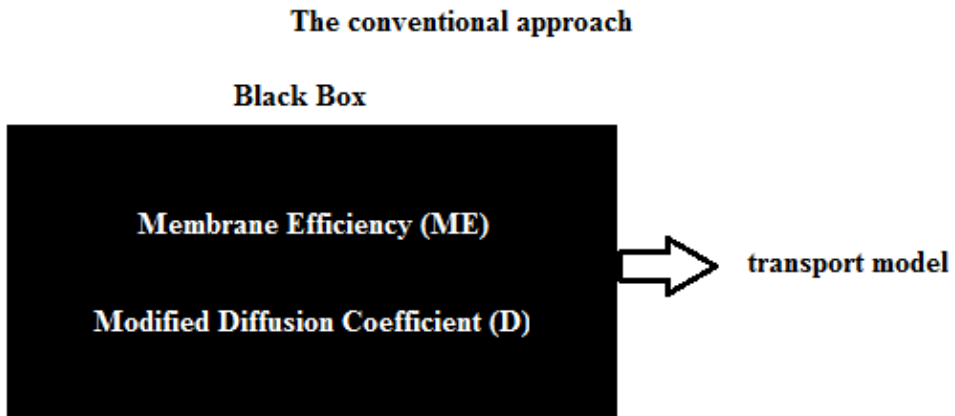 The conventional approach
Black Box
Membrane Efficiency (ME)
transport model
Modified Diffusion Coefficient (D)